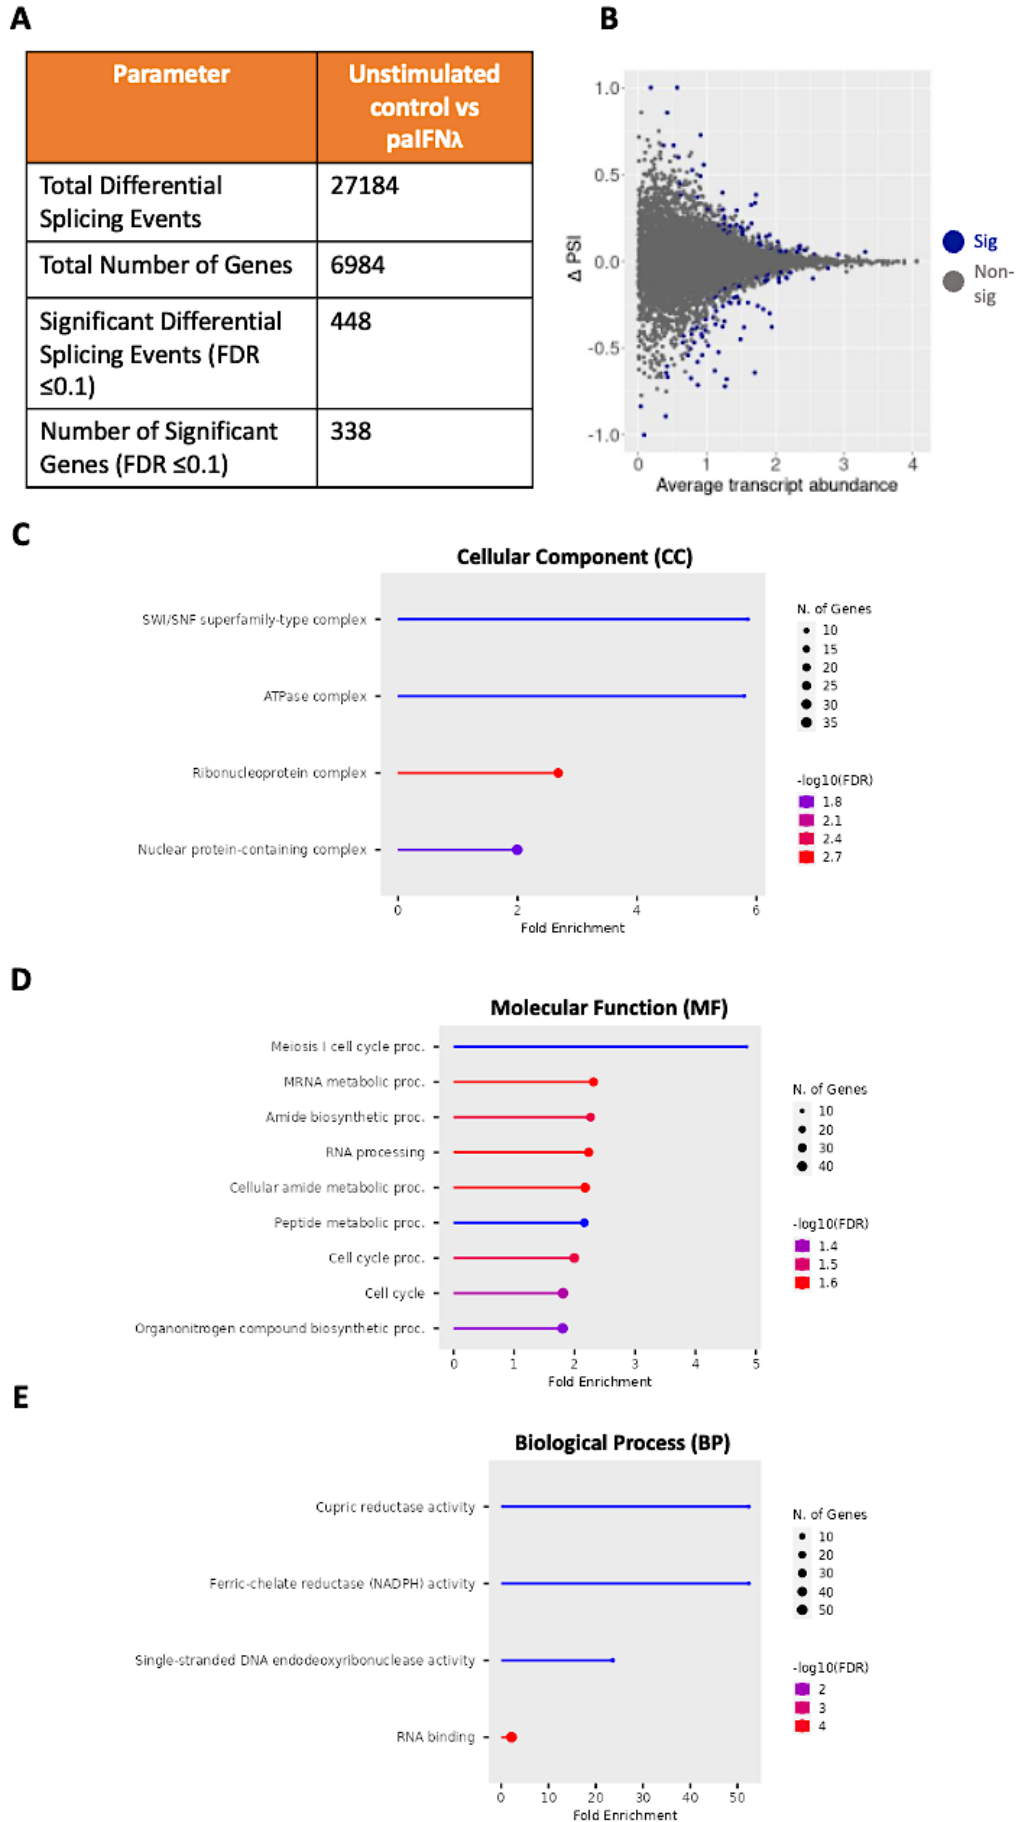 A
Parameter
Unstimulated
control vs
paIFNλ
Total Differential
Splicing Events
27184
Total Number of Genes
6984
Significant Differential
Splicing Events (FDR
≤0.1)
448
Number of Significant
Genes (FDR ≤0.1)
338
B
1.0
0.5
0.0
-0.5
-1.0
Δ PSI
0 1 2 3 4
Average transcript abundance
Sig
Non-
sig
C
Cellular Component (CC)
SWI/SNF superfamily-type complex
ATPase complex
Ribonucleoprotein complex
Nuclear protein-containing complex
0 2 4 6
Fold Enrichment
N. of Genes
10
15
20
25
30
35
-log10(FDR)
1.8
2.1
2.4
2.7
D
Molecular Function (MF)
Meiosis I cell cycle proc.
MRNA metabolic proc.
Amide biosynthetic proc.
RNA processing
Cellular amide metabolic proc.
Peptide metabolic proc.
Cell cycle proc.
Cell cycle
Organonitrogen compound biosynthetic proc.
0 1 2 3 4 5
Fold Enrichment
N. of Genes
10
20
30
40
-log10(FDR)
1.4
1.5
1.6
E
Biological Process (BP)
Cupric reductase activity
Ferric-chelate reductase (NADPH) activity
Single-stranded DNA endodeoxyribonuclease activity
RNA binding
0 10 20 30 40 50
Fold Enrichment
N. of Genes
10
20
30
40
50
-log10(FDR)
2
3
4